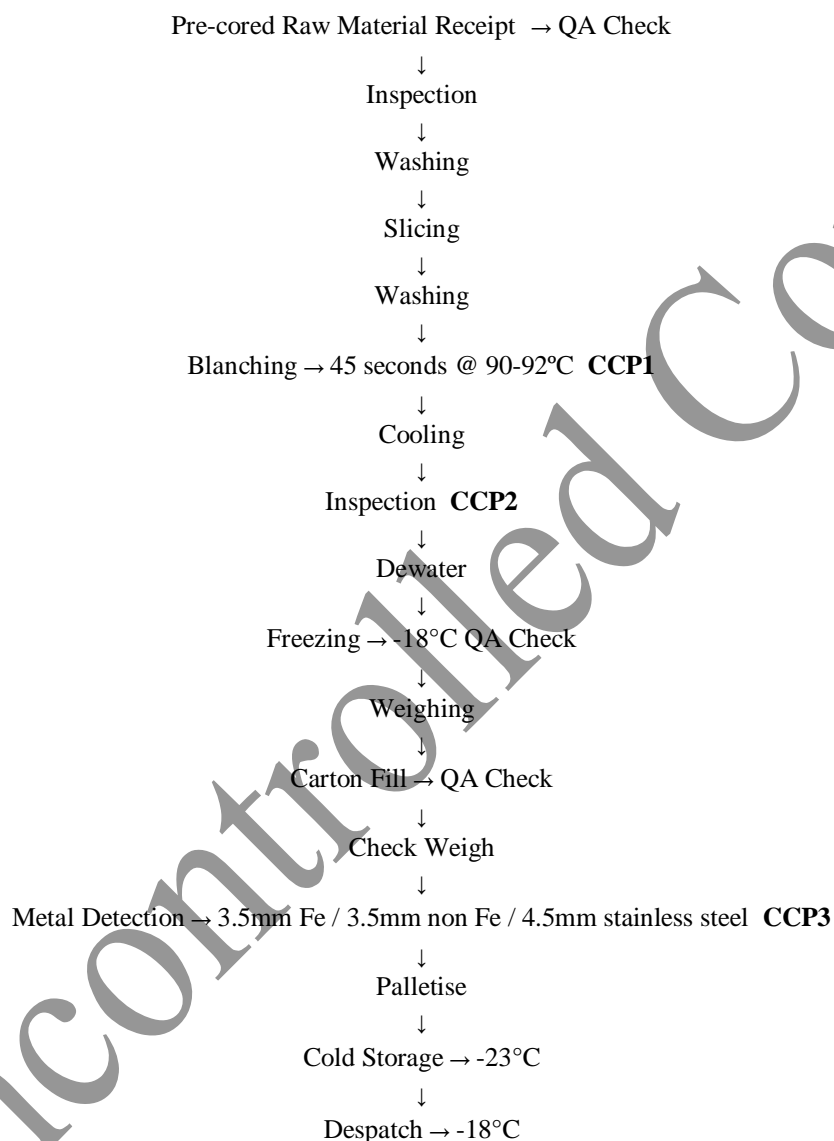 Pre-cored Raw Material Receipt → QA Check
↓
Inspection
↓
Washing
↓
Slicing
↓
Washing
↓
Blanching → 45 seconds @ 90-92ºC CCP1
↓
Cooling
↓
Inspection CCP2
↓
Dewater
↓
Freezing → -18°C QA Check
↓
Weighing
↓
Carton Fill → QA Check
↓
Check Weigh
↓
Metal Detection → 3.5mm Fe / 3.5mm non Fe / 4.5mm stainless steel CCP3
↓
Palletise
↓
Cold Storage → -23°C
↓
Despatch → -18°C
ncontrolled Co